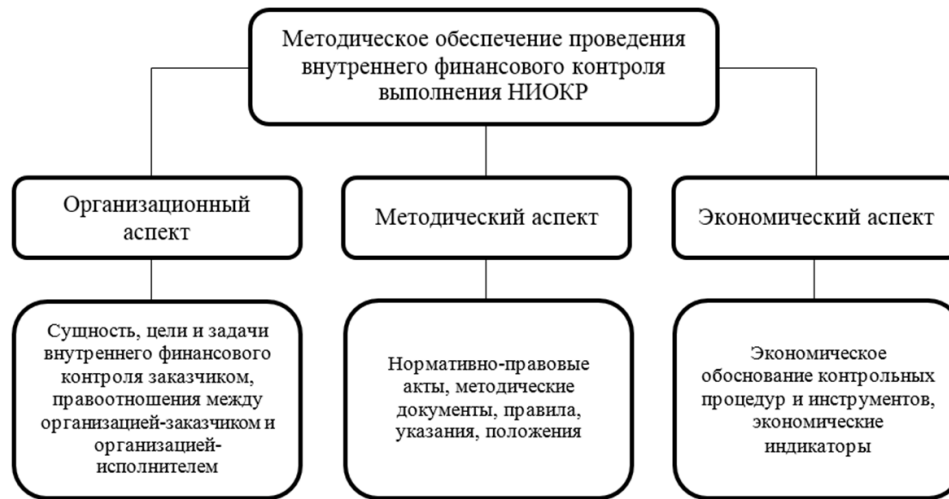 Методическое обеспечение проведения
внутреннего финансового контроля
выполнения НИОКР
Организационный
аспект
Методический аспект
Экономический аспект
Сущность, цели и задачи
внутреннего финансового
контроля заказчиком,
правоотношения между
организацией-заказчиком и
организацией-
исполнителем
Нормативно-правовые
акты, методические
документы, правила,
указания, положения
Экономическое
обоснование контрольных
процедур и инструментов,
экономические
индикаторы